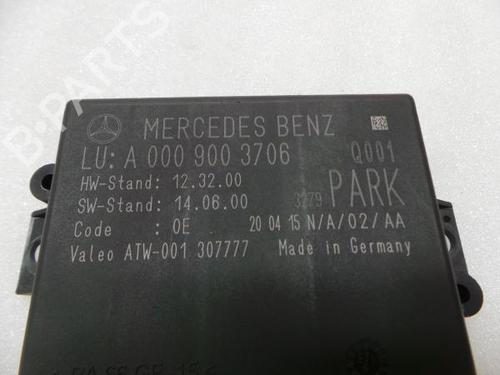 B-PARTS
MERCEDES BENZ
LU: A 000 900 3706 Q001
HW-Stand: 12.32.00 3279 PARK
SW-Stand: 14.06.00
Code : 0E 20 04 15 N/A/02/AA
Valeo ATW-001 307777 Made in Germany